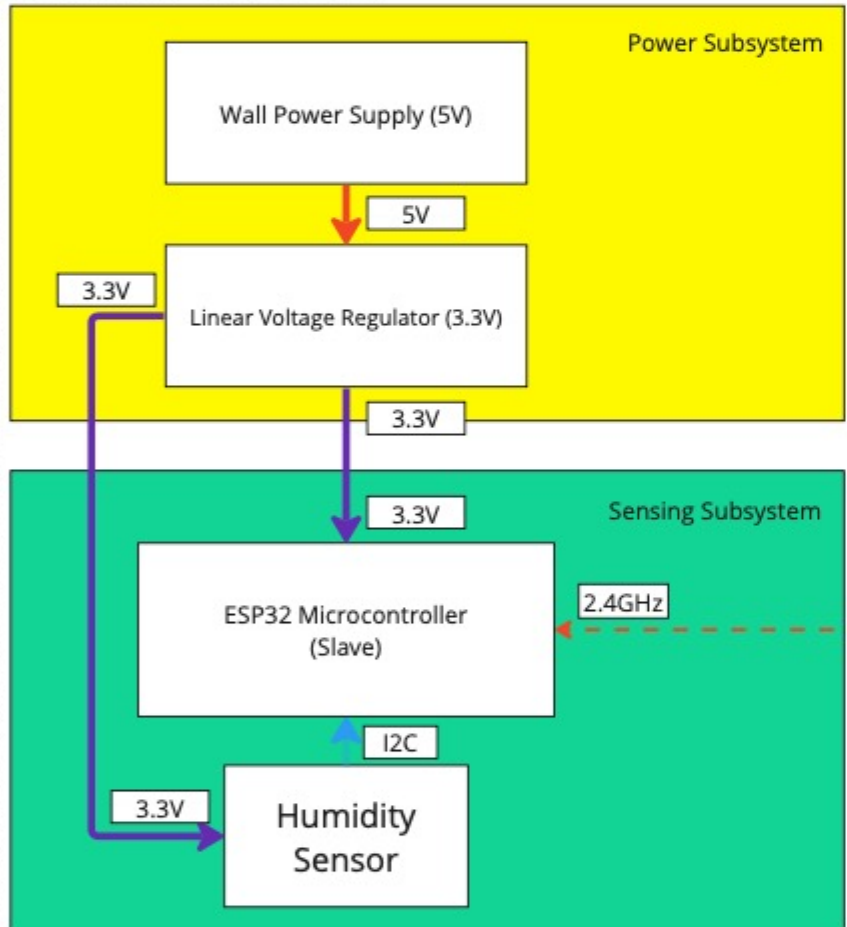 Power Subsystem
Wall Power Supply (5V)
5V
3.3V
Linear Voltage Regulator (3.3V)
3.3V
Sensing Subsystem
3.3V
2.4GHz
ESP32 Microcontroller
(Slave)
I2C
3.3V
Humidity
Sensor